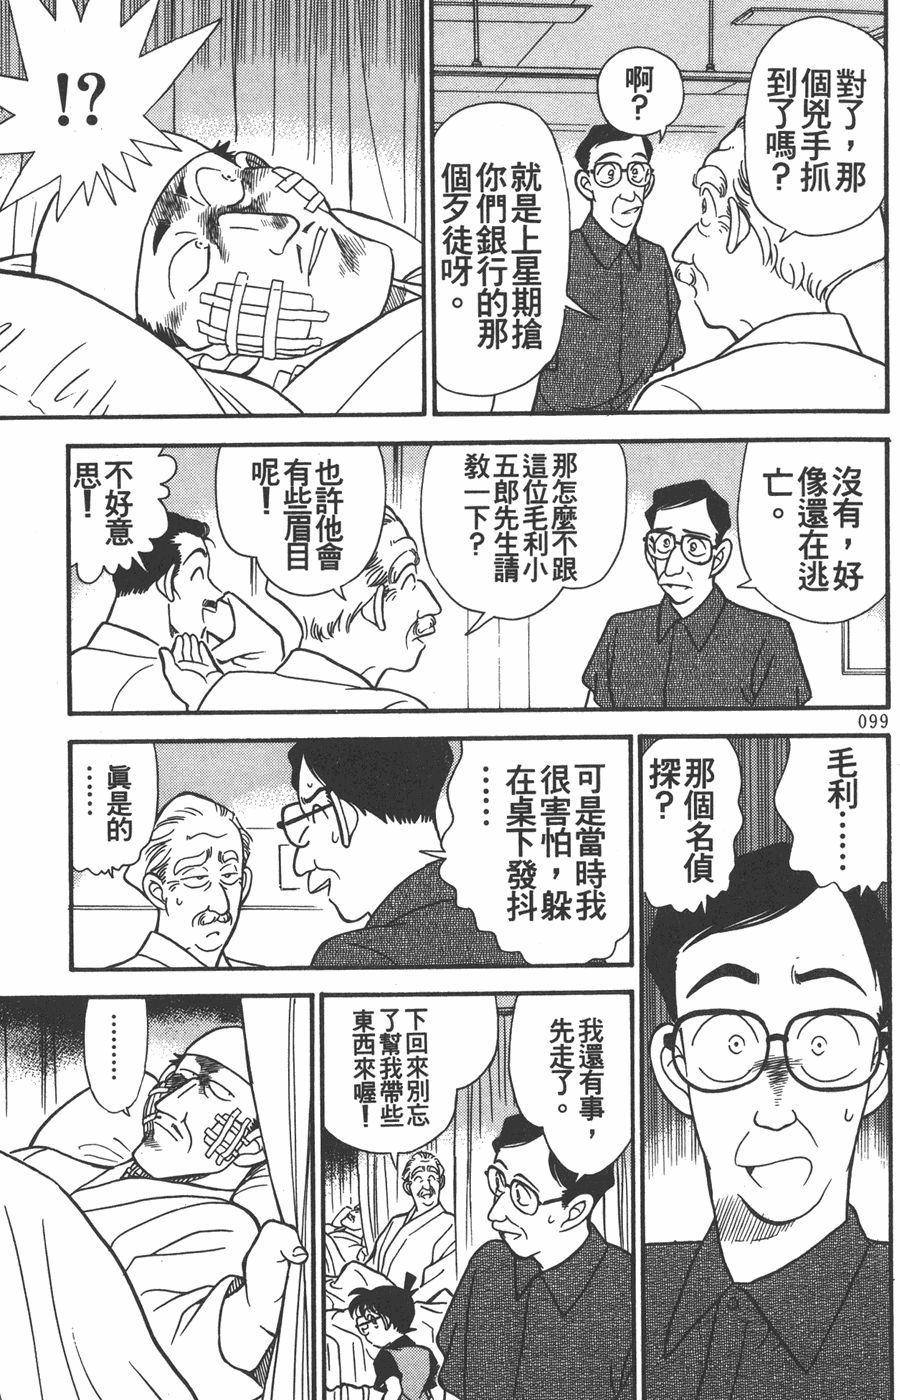 對了，那
個兇手抓
到了嗎？
啊？
就是上星期搶
你們銀行的那
個歹徒呀。
!?
沒有，好
像還在逃
亡。
那怎麼不跟
這位毛利小
五郎先生請
教一下？
也許他會
有些眉目
呢！
不好意
思！
099
毛利……
那個名偵
探？
可是當時我
很害怕，躲
在桌下發抖
……
眞是的
……
我還有事，
先走了。
下回來別忘
了幫我帶些
東西來喔！
………